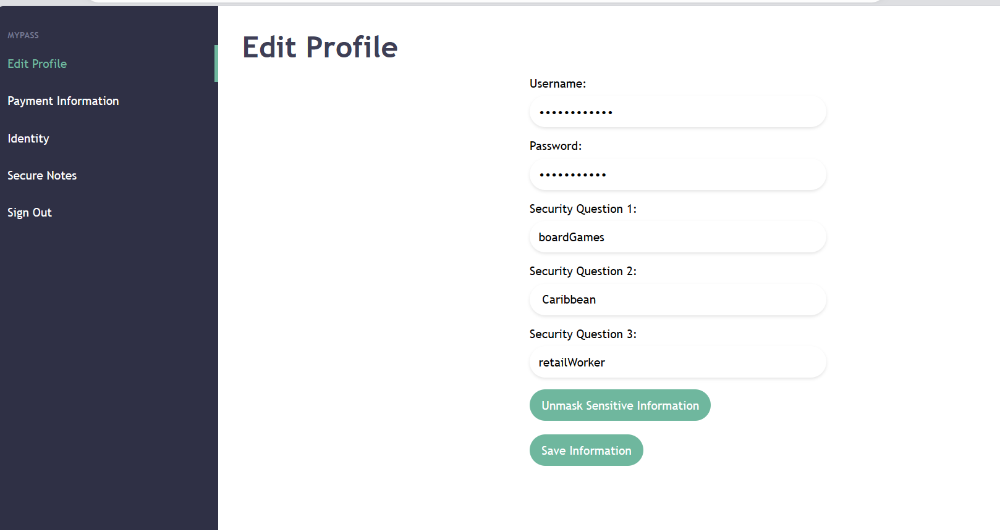 MYPASS
Edit Profile
Payment Information
Identity
Secure Notes
Sign Out
Edit Profile
Username:
••••••••••••
Password:
•••••••••••
Security Question 1:
boardGames
Security Question 2:
Caribbean
Security Question 3:
retailWorker
Unmask Sensitive Information
Save Information